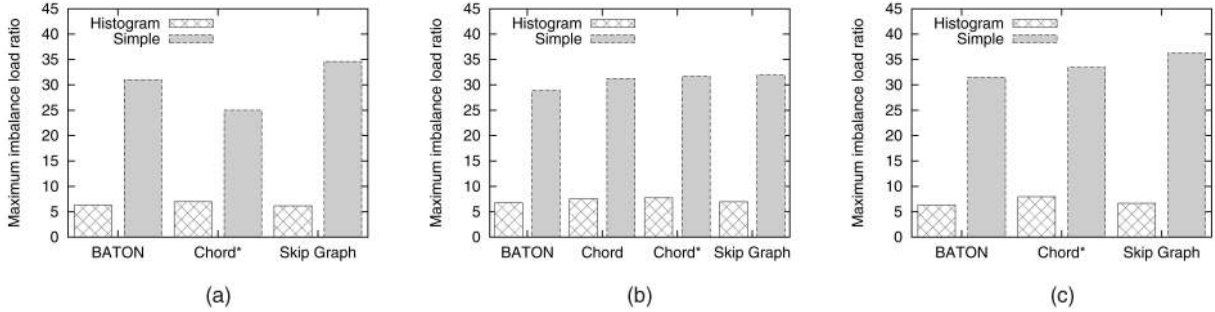 45
40
35
30
25
20
15
10
5
0
Maximum imbalance load ratio
Histogram
Simple
BATON Chord* Skip Graph
(a)
45
40
35
30
25
20
15
10
5
0
Maximum imbalance load ratio
Histogram
Simple
BATON Chord Chord* Skip Graph
(b)
45
40
35
30
25
20
15
10
5
0
Maximum imbalance load ratio
Histogram
Simple
BATON Chord* Skip Graph
(c)